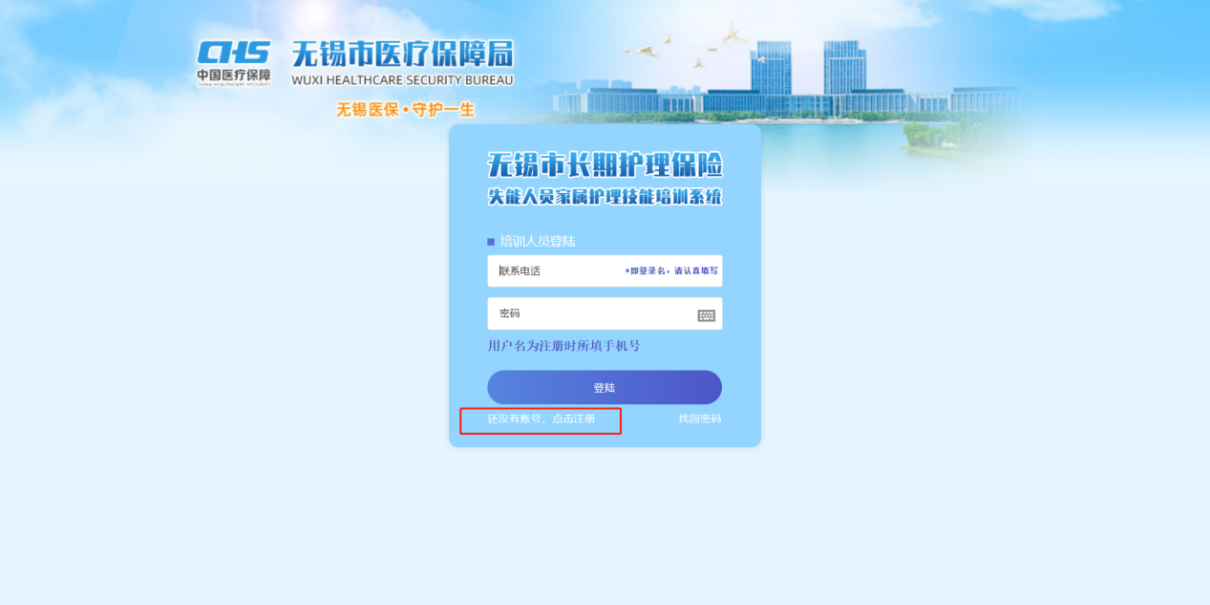 CHS
中国医疗保障
CHINA HEALTHCARE SECURITY
无锡市医疗保障局
WUXI HEALTHCARE SECURITY BUREAU
无锡医保•守护一生
无锡市长期护理保险
失能人员家属护理技能培训系统
培训人员登陆
联系电话
*即登录名，请认真填写
密码
用户名为注册时所填手机号
登陆
还没有账号，点击注册
找回密码